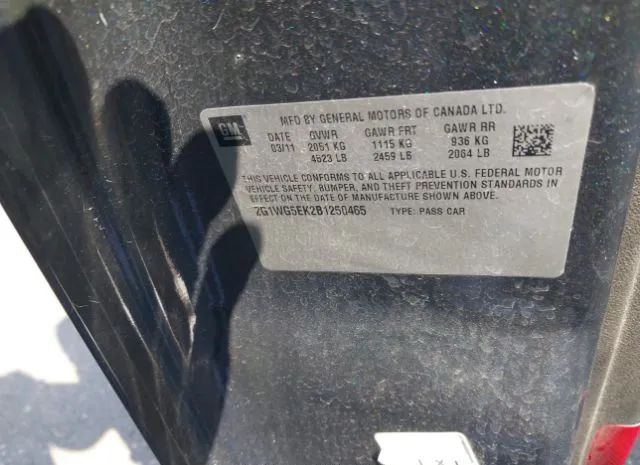 GM
MFD BY GENERAL MOTORS OF CANADA LTD.
DATE GVWR GAWR FRT GAWR RR
03/11 2051 KG 1115 KG 936 KG
4523 LB 2459 LB 2064 LB
THIS VEHICLE CONFORMS TO ALL APPLICABLE U.S. FEDERAL MOTOR
VEHICLE SAFETY, BUMPER, AND THEFT PREVENTION STANDARDS IN
EFFECT ON THE DATE OF MANUFACTURE SHOWN ABOVE.
2G1WG5EK2B1250465 TYPE: PASS CAR